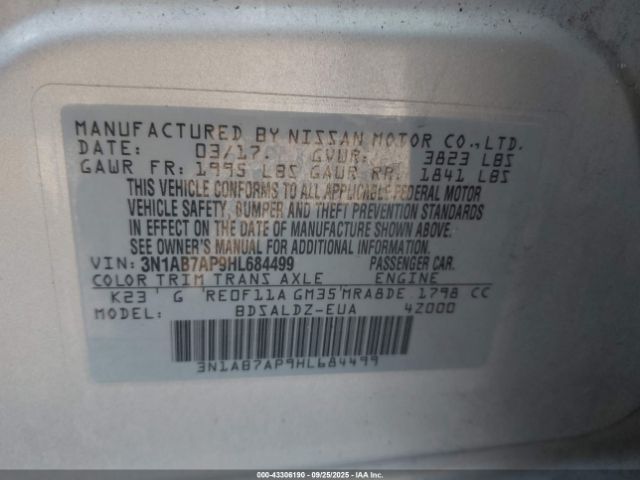 MANUFACTURED BY NISSAN MOTOR CO.,LTD.
DATE: 03/17. GVWR: 3823 LBS
GAWR FR: 1995 LBS GAWR RR: 1841 LBS
THIS VEHICLE CONFORMS TO ALL APPLICABLE FEDERAL MOTOR
VEHICLE SAFETY, BUMPER AND THEFT PREVENTION STANDARDS
IN EFFECT ON THE DATE OF MANUFACTURE SHOWN ABOVE.
SEE OWNER'S MANUAL FOR ADDITIONAL INFORMATION.
VIN: 3N1AB7AP9HL684499 PASSENGER CAR.
COLOR TRIM TRANS AXLE ENGINE
K23 G RE0F11A GM35 MRA8DE 1798 CC
MODEL: BDSALDZ-EUA 4Z000
3N1AB7AP9HL684499
000-43306190 - 09/25/2025 - IAA Inc.